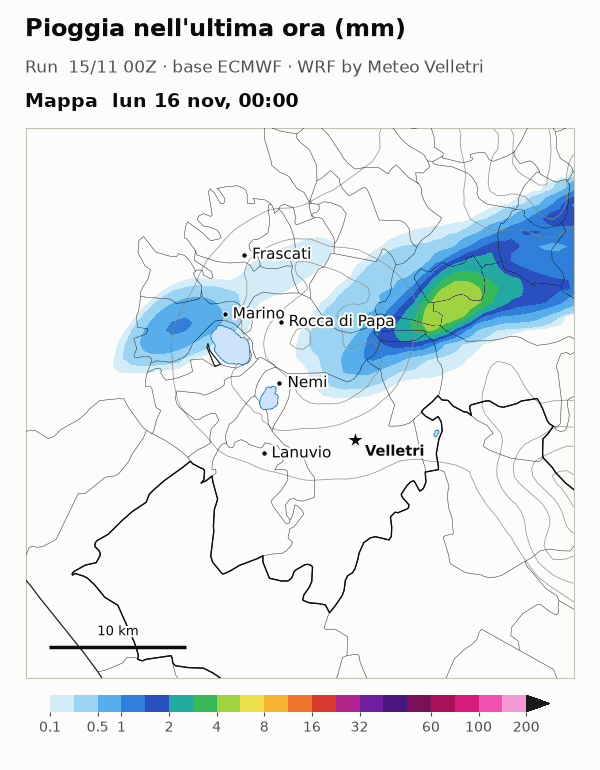 Pioggia nell'ultima ora (mm)
Run  15/11 00Z · base ECMWF · WRF by Meteo Velletri
Mappa  lun 16 nov, 00:00
Frascati
Marino
Rocca di Papa
Nemi
Velletri
Lanuvio
10 km
0.1 0.5 1 2 4 8 16 32 60 100 200